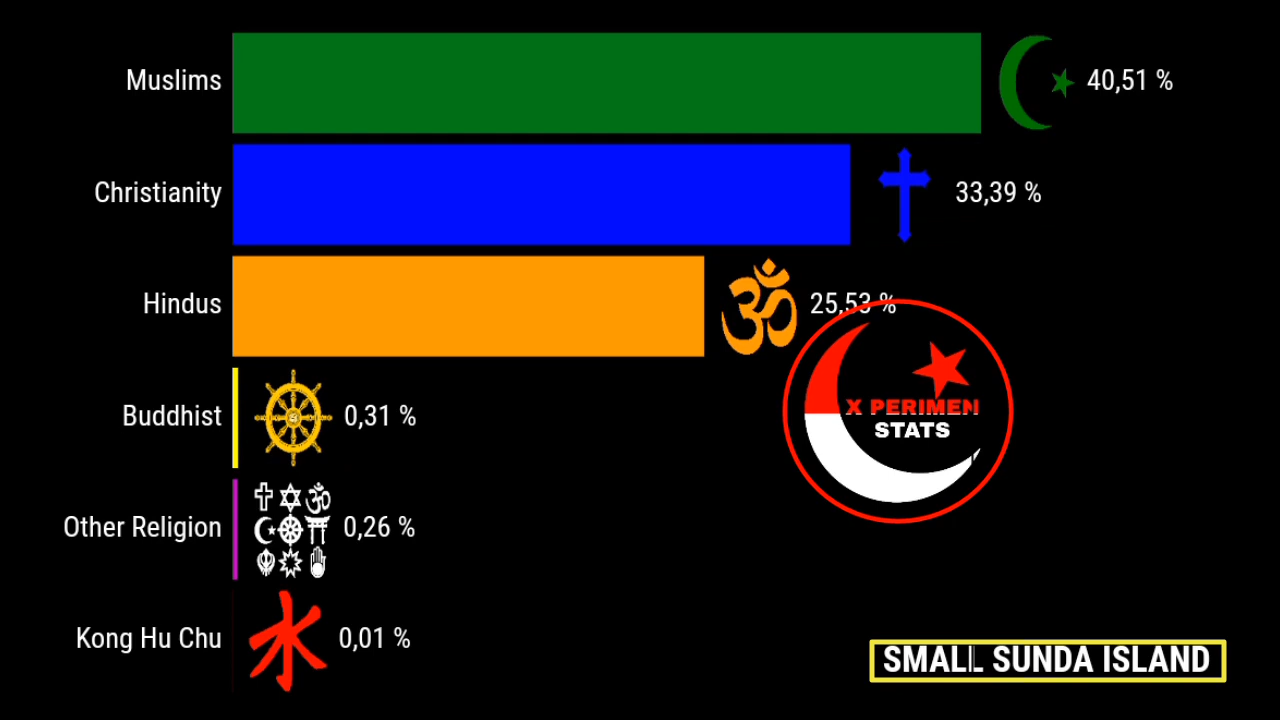 Muslims 40,51 %
Christianity 33,39 %
Hindus 25,53 %
X PERIMEN
STATS
Buddhist 0,31 %
Other Religion 0,26 %
Kong Hu Chu 0,01 %
SMALL SUNDA ISLAND